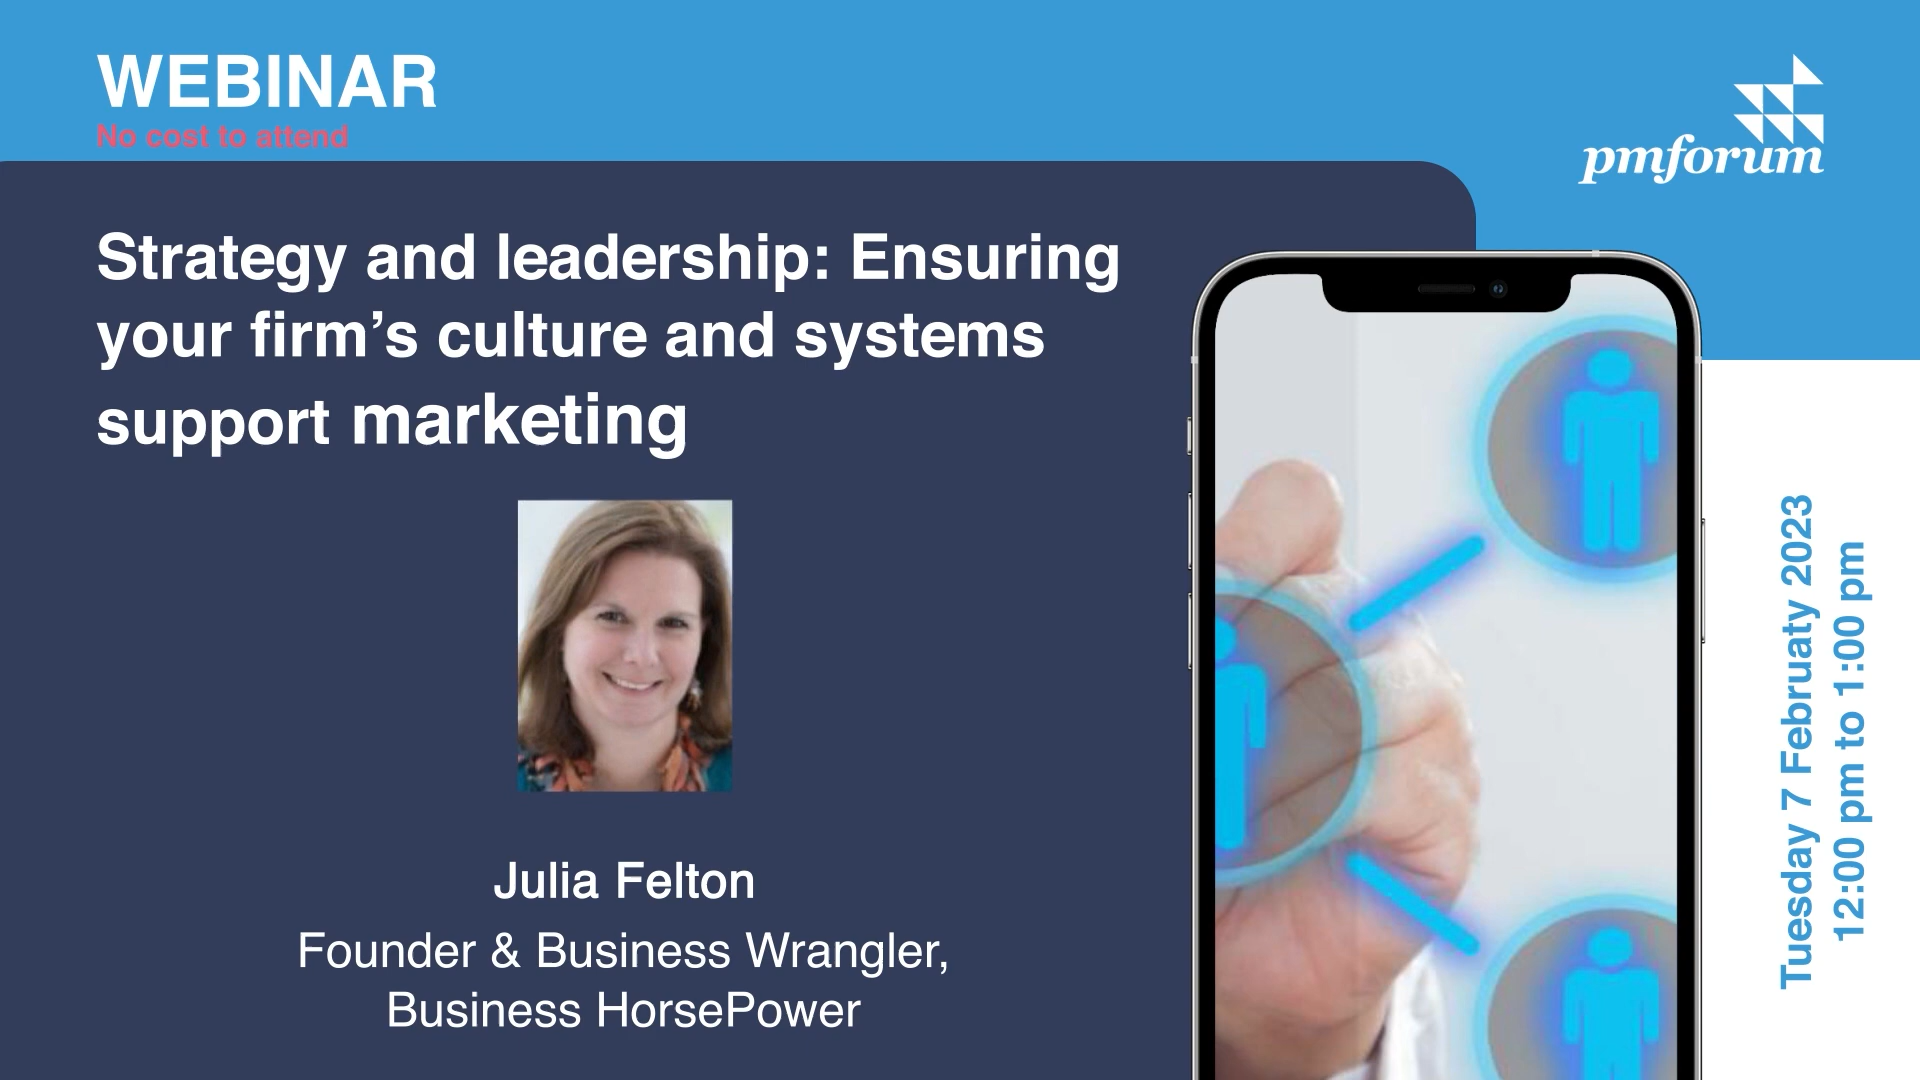 WEBINAR
No cost to attend
pmforum
Strategy and leadership: Ensuring
your firm’s culture and systems
support marketing
Julia Felton
Founder & Business Wrangler,
Business HorsePower
Tuesday 7 Februaty 2023
12:00 pm to 1:00 pm